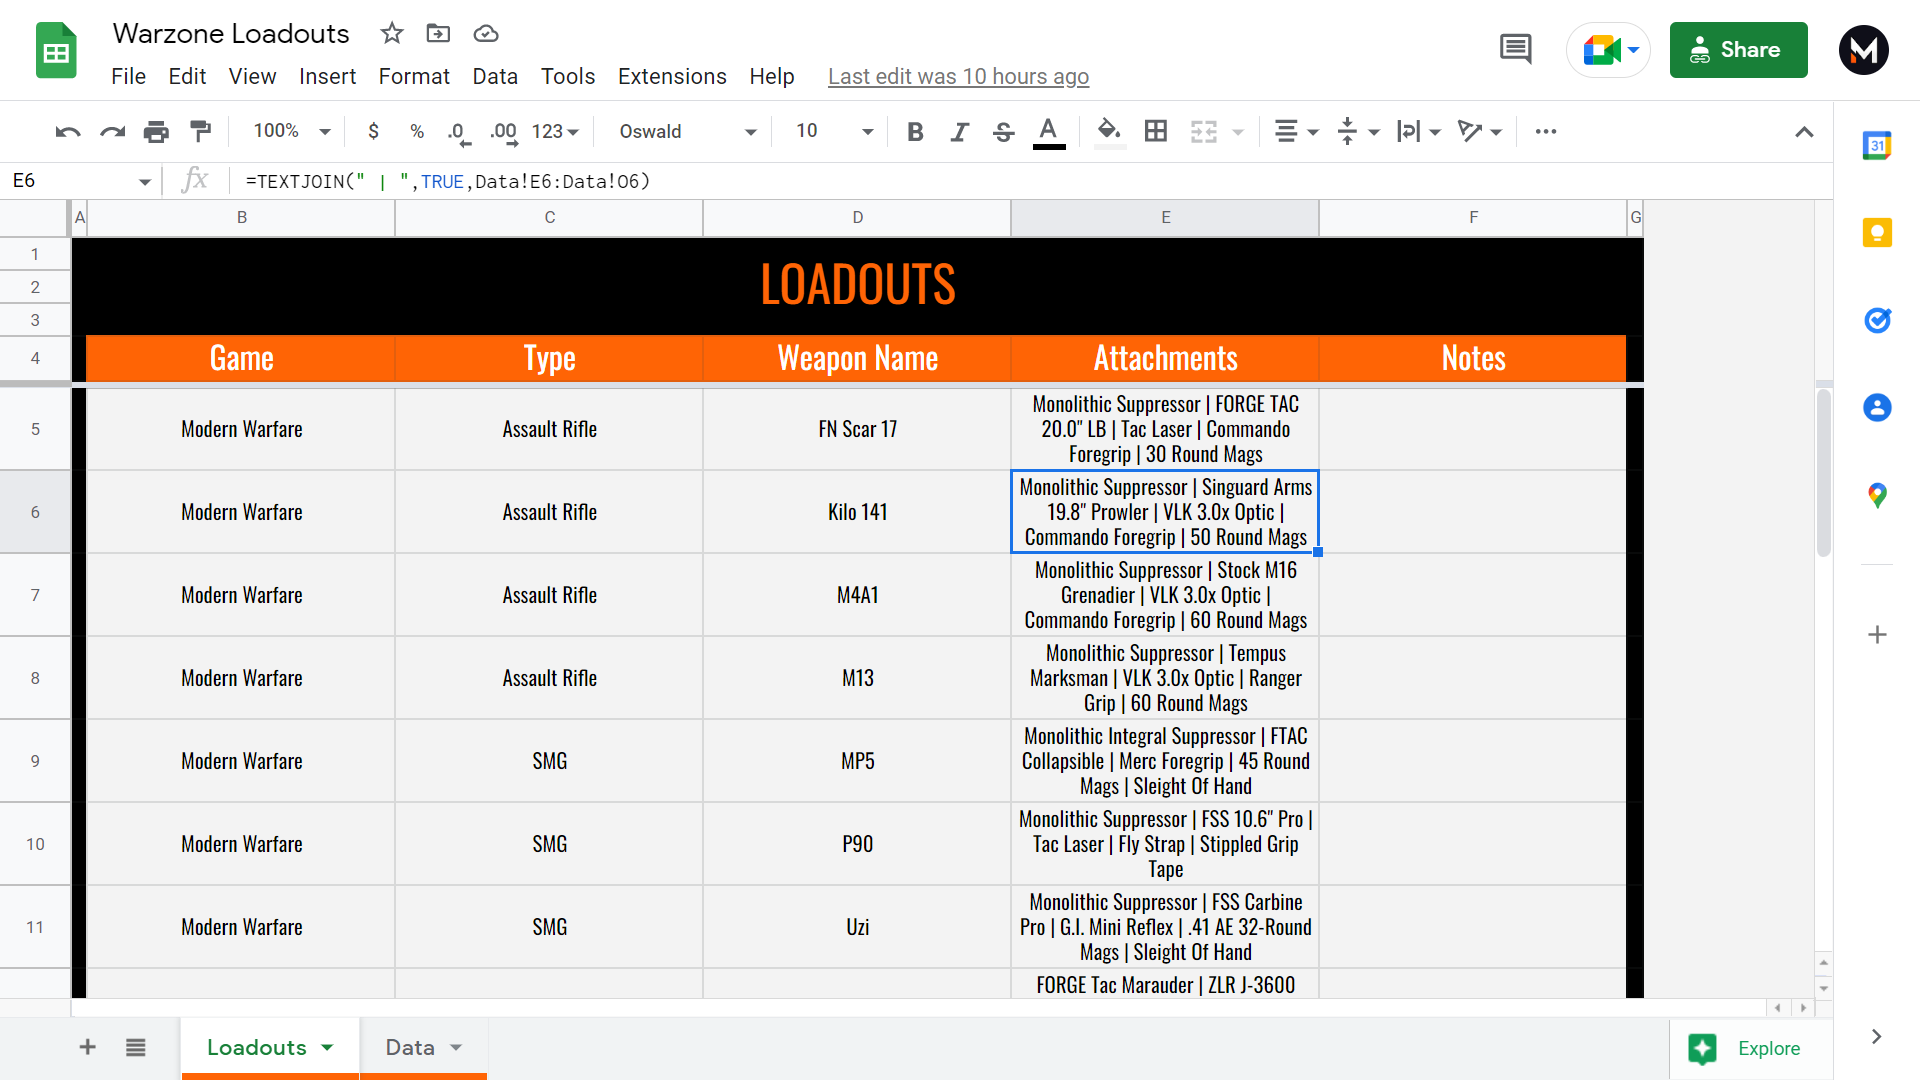 Warzone Loadouts
File Edit View Insert Format Data Tools Extensions Help Last edit was 10 hours ago
Share
M
100% $ % .0 .00 123 Oswald 10 B I S A
31
E6 fx =TEXTJOIN(" | ",TRUE,Data!E6:Data!O6)
A B C D E F G
1
2
3
LOADOUTS
4 Game Type Weapon Name Attachments Notes
5 Modern Warfare Assault Rifle FN Scar 17
Monolithic Suppressor | FORGE TAC
20.0" LB | Tac Laser | Commando
Foregrip | 30 Round Mags
6 Modern Warfare Assault Rifle Kilo 141
Monolithic Suppressor | Singuard Arms
19.8" Prowler | VLK 3.0x Optic |
Commando Foregrip | 50 Round Mags
7 Modern Warfare Assault Rifle M4A1
Monolithic Suppressor | Stock M16
Grenadier | VLK 3.0x Optic |
Commando Foregrip | 60 Round Mags
8 Modern Warfare Assault Rifle M13
Monolithic Suppressor | Tempus
Marksman | VLK 3.0x Optic | Ranger
Grip | 60 Round Mags
9 Modern Warfare SMG MP5
Monolithic Integral Suppressor | FTAC
Collapsible | Merc Foregrip | 45 Round
Mags | Sleight Of Hand
10 Modern Warfare SMG P90
Monolithic Suppressor | FSS 10.6" Pro |
Tac Laser | Fly Strap | Stippled Grip
Tape
11 Modern Warfare SMG Uzi
Monolithic Suppressor | FSS Carbine
Pro | G.I. Mini Reflex | .41 AE 32-Round
Mags | Sleight Of Hand
FORGE Tac Marauder | ZLR J-3600
Loadouts Data Explore